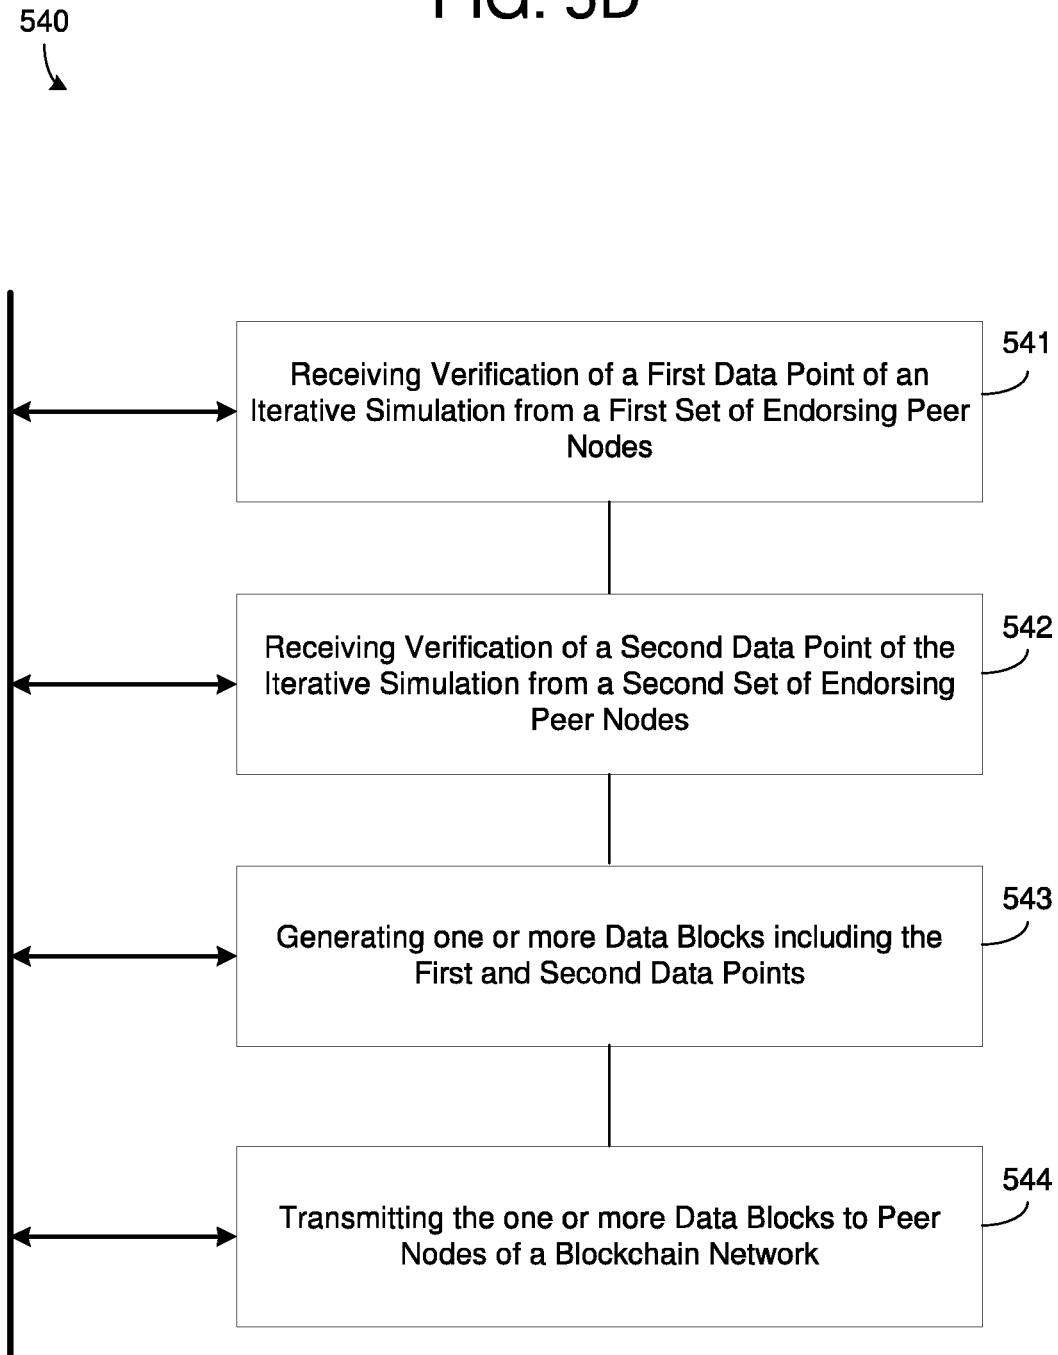 FIG. 5D
540
541
Receiving Verification of a First Data Point of an
Iterative Simulation from a First Set of Endorsing Peer
Nodes
542
Receiving Verification of a Second Data Point of the
Iterative Simulation from a Second Set of Endorsing
Peer Nodes
543
Generating one or more Data Blocks including the
First and Second Data Points
544
Transmitting the one or more Data Blocks to Peer
Nodes of a Blockchain Network